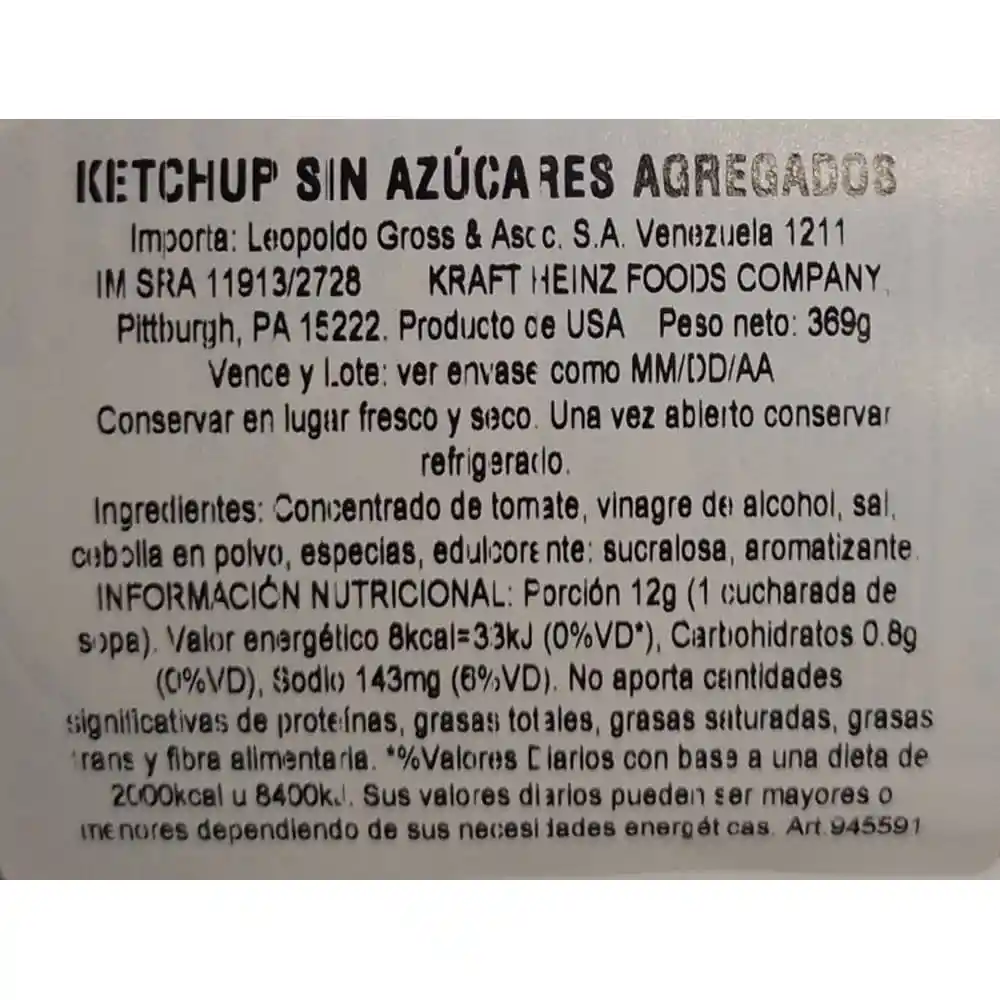 KETCHUP SIN AZÚCARES AGREGADOS
Importa: Leopoldo Gross & Asoc. S.A. Venezuela 1211
IM SRA 11913/2728 KRAFT HEINZ FOODS COMPANY,
Pittburgh, PA 15222. Producto de USA Peso neto: 369g
Vence y Lote: ver envase como MM/DD/AA
Conservar en lugar fresco y seco. Una vez abierto conservar
refrigerado.
Ingredientes: Concentrado de tomate, vinagre de alcohol, sal,
cebolla en polvo, especias, edulcorante: sucralosa, aromatizante.
INFORMACIÓN NUTRICIONAL: Porción 12g (1 cucharada de
sopa). Valor energético 8kcal=33kJ (0%VD*), Carbohidratos 0.8g
(0%VD), Sodio 143mg (6%VD). No aporta cantidades
significativas de proteínas, grasas totales, grasas saturadas, grasas
trans y fibra alimentaria. *%Valores Diarios con base a una dieta de
2000kcal u 8400kJ. Sus valores diarios pueden ser mayores o
menores dependiendo de sus necesidades energéticas. Art.945591